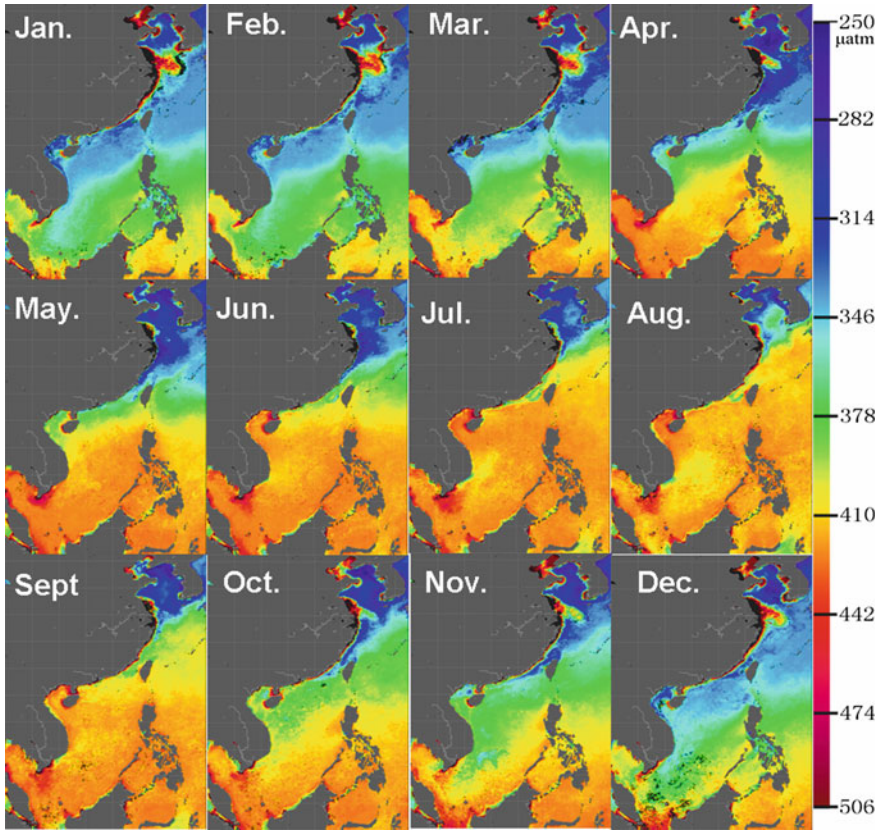 Jan.
Feb.
Mar.
Apr.
May.
Jun.
Jul.
Aug.
Sept
Oct.
Nov.
Dec.
250
μatm
282
314
346
378
410
442
474
506